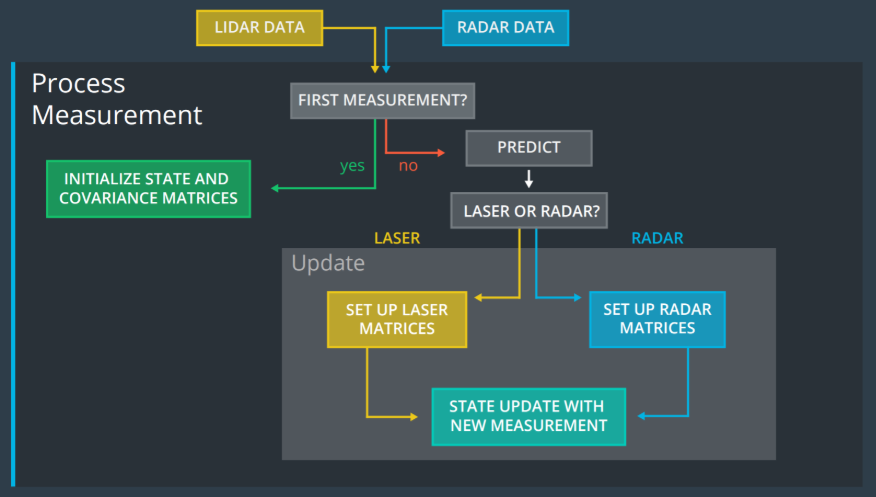 LIDAR DATA
RADAR DATA
Process
Measurement
FIRST MEASUREMENT?
yes
no
PREDICT
INITIALIZE STATE AND
COVARIANCE MATRICES
LASER OR RADAR?
LASER
RADAR
Update
SET UP LASER
MATRICES
SET UP RADAR
MATRICES
STATE UPDATE WITH
NEW MEASUREMENT